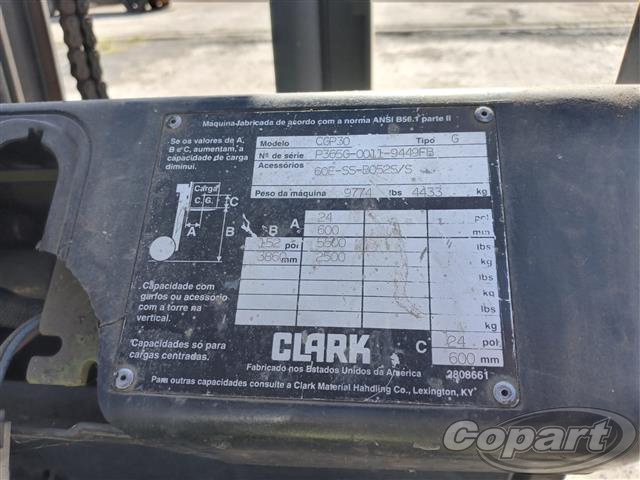 Máquina fabricada de acordo com a norma ANSI B56.1 parte II
Se os valores de A, B e C, aumentam, a capacidade de carga diminui.
Modelo CGP30 Tipo G
Nº de série P365G-0011-9449FB
Acessórios
60E-SS-B052S/S
Peso da máquina 9774 lbs 4433 kg
Carga
C.G.
C
A
B
A 24 pol
600 mm
B B
152 pol 5500 lbs
3860 mm 2500 kg
lbs
kg
lbs
kg
Capacidade com garfos ou acessório com a torre na vertical.
Capacidades só para cargas centradas.
CLARK
C 24 pol
600 mm
Fabricado nos Estados Unidos da América
2808661
Para outras capacidades consulte a Clark Material Handling Co., Lexington, KY
Copart